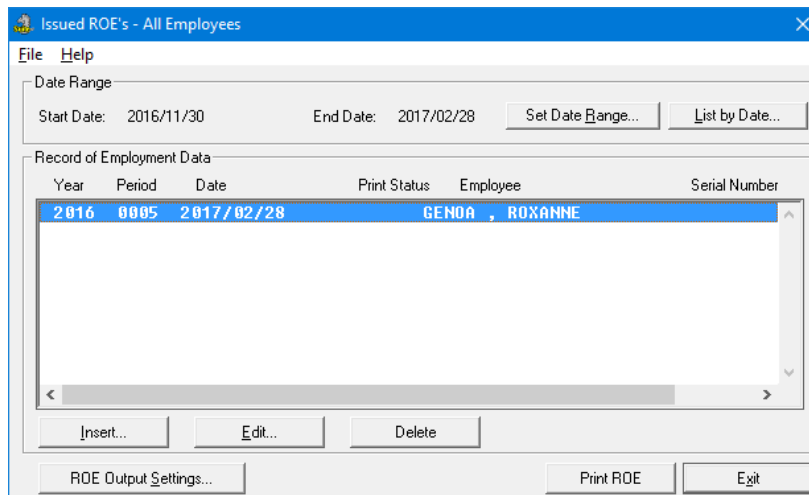 Issued ROE's - All Employees
File Help
Date Range
Start Date: 2016/11/30 End Date: 2017/02/28 Set Date Range... List by Date...
Record of Employment Data
Year Period Date Print Status Employee Serial Number
2016 0005 2017/02/28 GENOA , ROXANNE
Insert... Edit... Delete
ROE Output Settings... Print ROE Exit